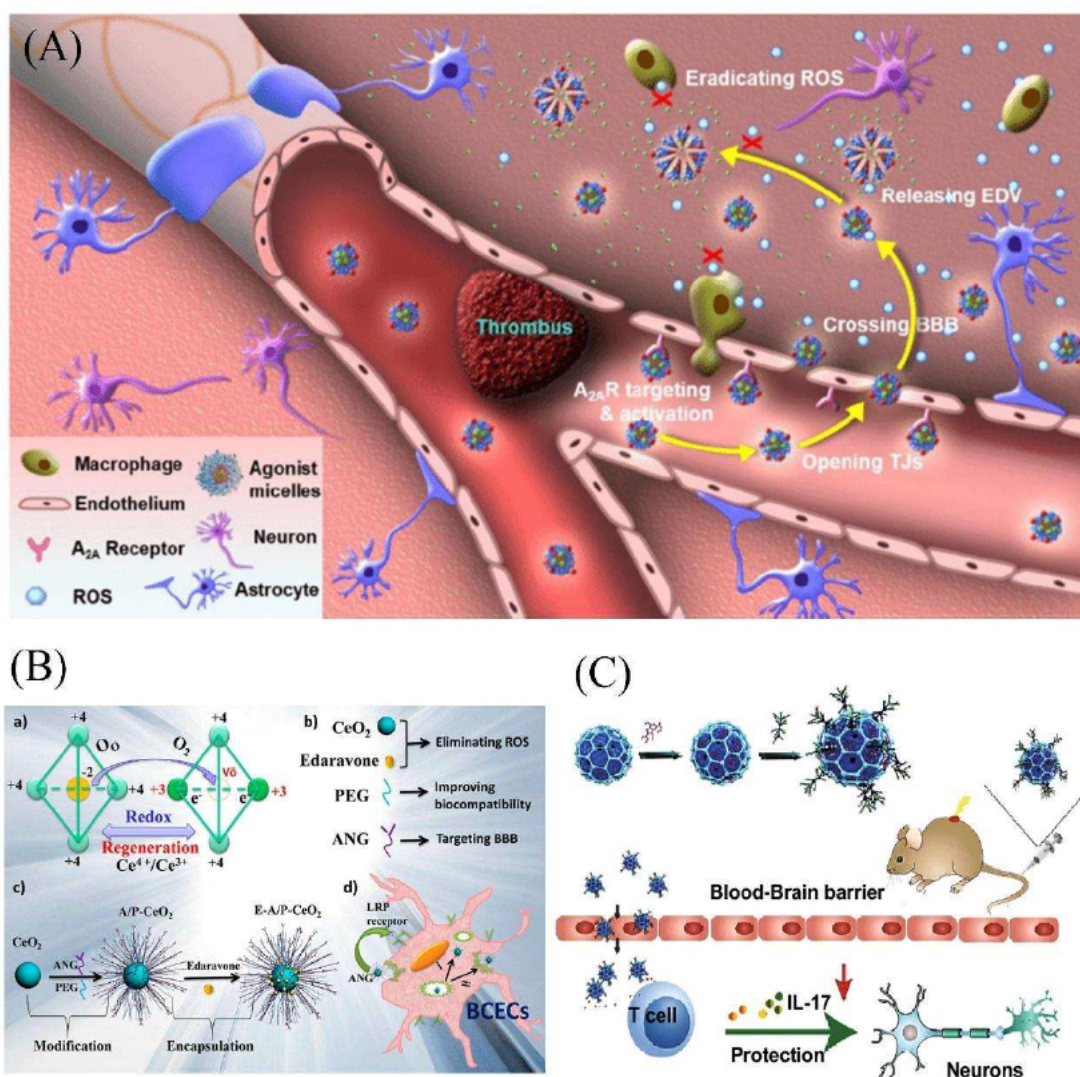 (A)
Eradicating ROS
Releasing EDV
Crossing BBB
Thrombus
A2AR targeting
& activation
Opening TJs
Macrophage
Agonist
micelles
Endothelium
Neuron
A2A Receptor
ROS
Astrocyte
(B)
a)
+4
+4
Oo
O2
+4
-2
+4
+3
Vö
e-
e-
+3
Redox
Regeneration
+4
Ce4+/Ce3+
+4
b)
CeO2
Eliminating ROS
Edaravone
PEG
Improving
biocompatibility
ANG
Targeting BBB
c)
A/P-CeO2
E-A/P-CeO2
CeO2
ANG
PEG
Edaravone
Modification
Encapsulation
d)
LRP
receptor
ANG
BCECs
(C)
Blood-Brain barrier
T cell
IL-17
Protection
Neurons